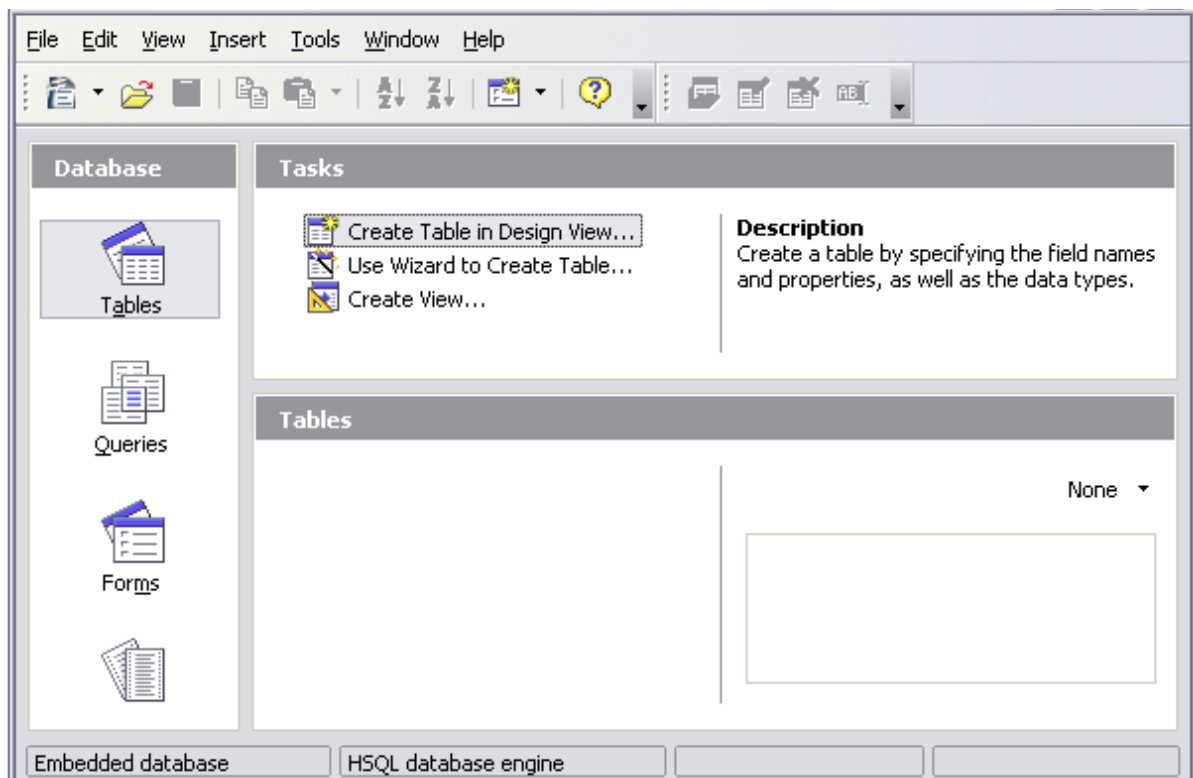 File Edit View Insert Tools Window Help
Database
Tables
Queries
Forms
Tasks
Create Table in Design View...
Use Wizard to Create Table...
Create View...
Description
Create a table by specifying the field names
and properties, as well as the data types.
Tables
None
Embedded database
HSQL database engine